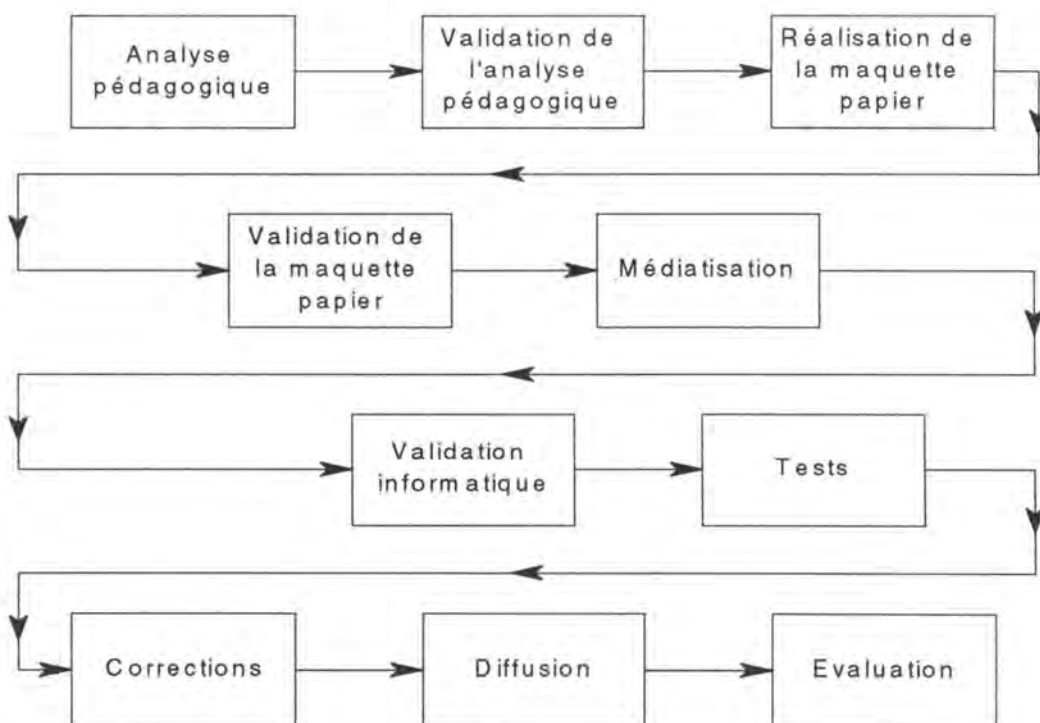 Analyse
pédagogique
Validation de
l'analyse
pédagogique
Réalisation de
la maquette
papier
Validation de
la maquette
papier
Médiatisation
Validation
informatique
Tests
Corrections
Diffusion
Evaluation